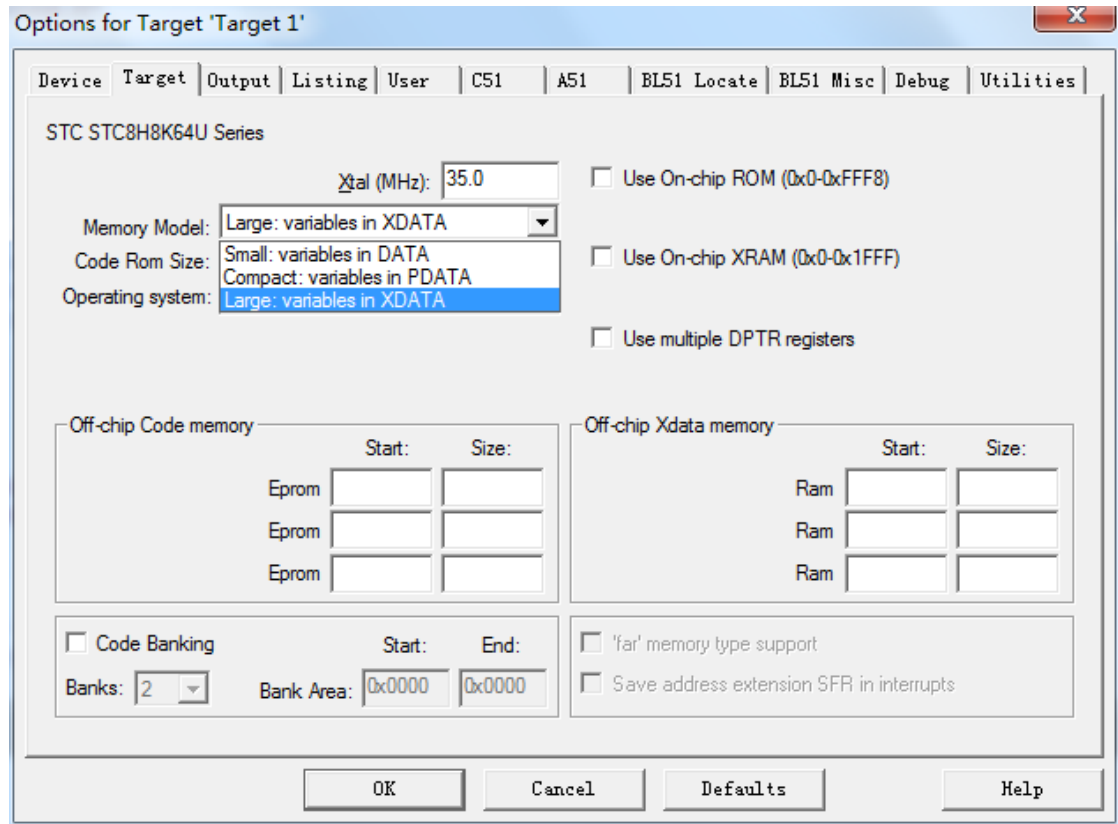 Options for Target 'Target 1'
X
Device Target Output Listing User C51 A51 BL51 Locate BL51 Misc Debug Utilities
STC STC8H8K64U Series
Xtal (MHz): 35.0
Use On-chip ROM (0x0-0xFFF8)
Memory Model: Large: variables in XDATA
Small: variables in DATA
Code Rom Size:
Use On-chip XRAM (0x0-0x1FFF)
Compact: variables in PDATA
Operating system:
Large: variables in XDATA
Use multiple DPTR registers
Off-chip Code memory
Start: Size:
Eprom
Eprom
Eprom
Off-chip Xdata memory
Start: Size:
Ram
Ram
Ram
Code Banking Start: End:
Banks: 2 Bank Area: 0x0000 0x0000
'far' memory type support
Save address extension SFR in interrupts
OK Cancel Defaults Help